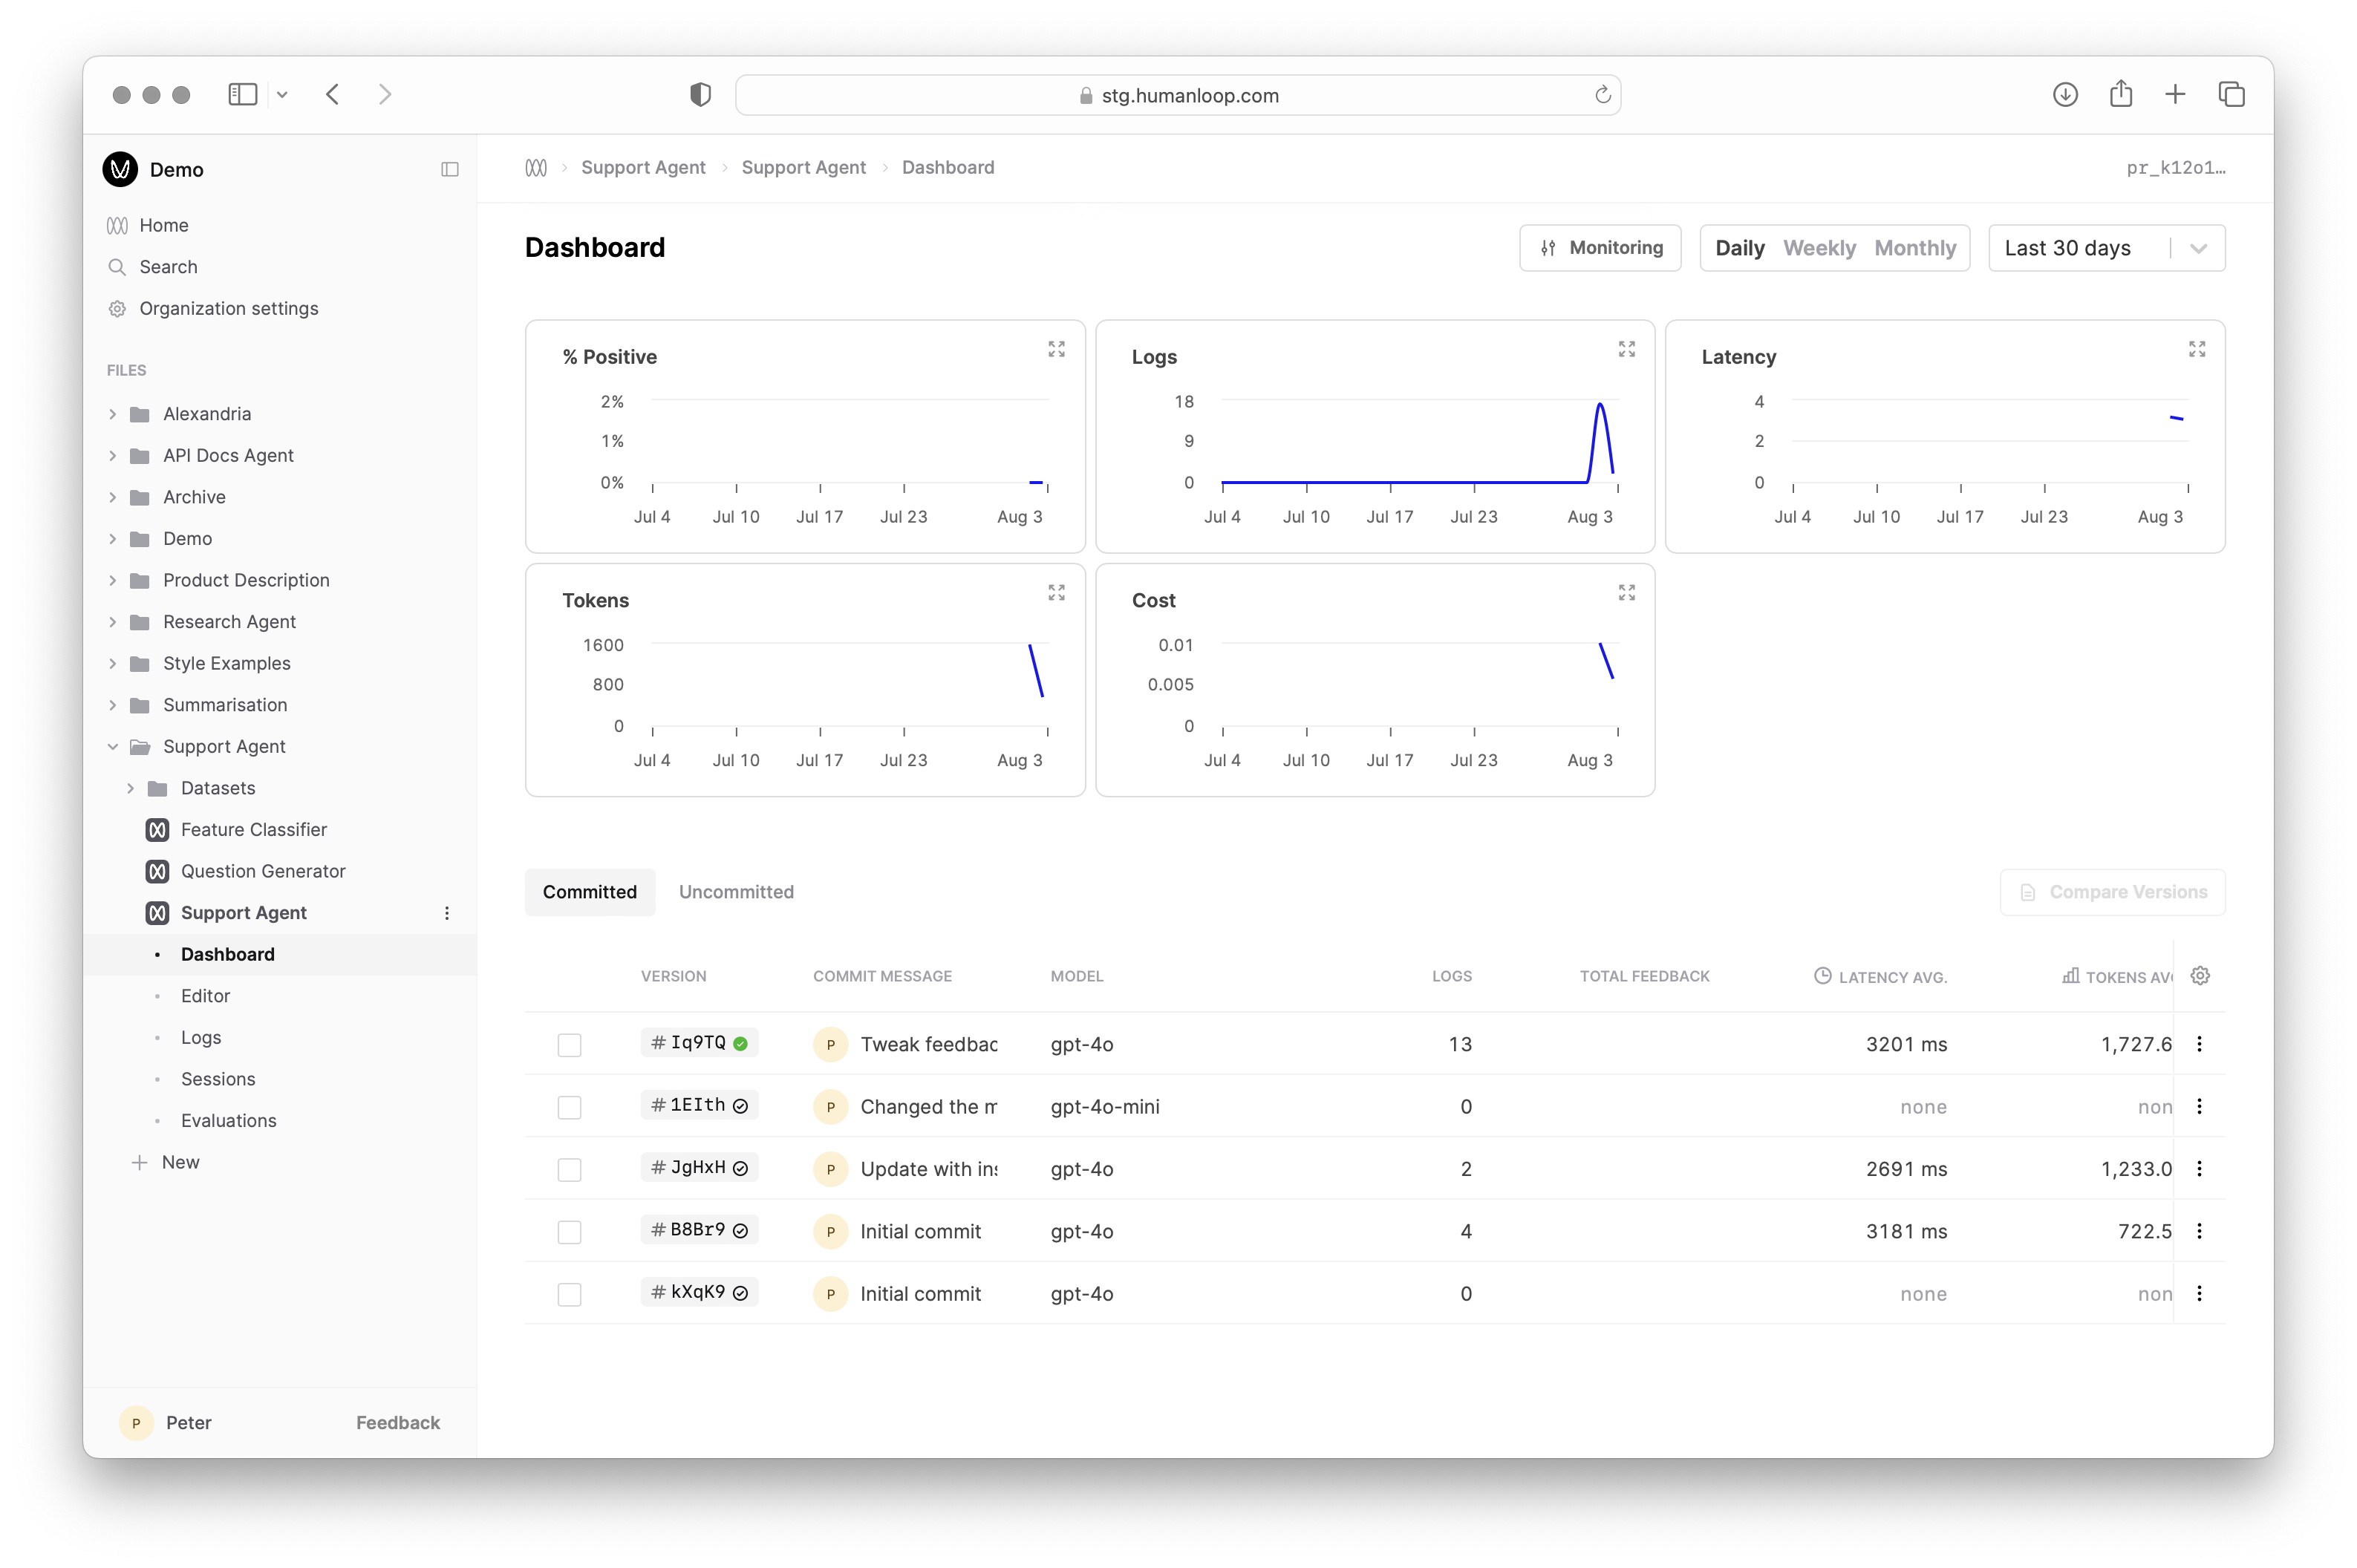 stg.humanloop.com
Demo
Home
Search
Organization settings
FILES
Alexandria
API Docs Agent
Archive
Demo
Product Description
Research Agent
Style Examples
Summarisation
Support Agent
Datasets
Feature Classifier
Question Generator
Support Agent
Dashboard
Editor
Logs
Sessions
Evaluations
New
P Peter Feedback
Support Agent Support Agent Dashboard pr_k12o1…
Dashboard Monitoring Daily Weekly Monthly Last 30 days
% Positive
2%
1%
0%
Jul 4 Jul 10 Jul 17 Jul 23 Aug 3
Logs
18
9
0
Jul 4 Jul 10 Jul 17 Jul 23 Aug 3
Latency
4
2
0
Jul 4 Jul 10 Jul 17 Jul 23 Aug 3
Tokens
1600
800
0
Jul 4 Jul 10 Jul 17 Jul 23 Aug 3
Cost
0.01
0.005
0
Jul 4 Jul 10 Jul 17 Jul 23 Aug 3
Committed Uncommitted Compare Versions
VERSION COMMIT MESSAGE MODEL LOGS TOTAL FEEDBACK LATENCY AVG. TOKENS AV
# Iq9TQ P Tweak feedbac gpt-4o 13 3201 ms 1,727.6
# 1EIth P Changed the m gpt-4o-mini 0 none non
# JgHxH P Update with ins gpt-4o 2 2691 ms 1,233.0
# B8Br9 P Initial commit gpt-4o 4 3181 ms 722.5
# kXqK9 P Initial commit gpt-4o 0 none non